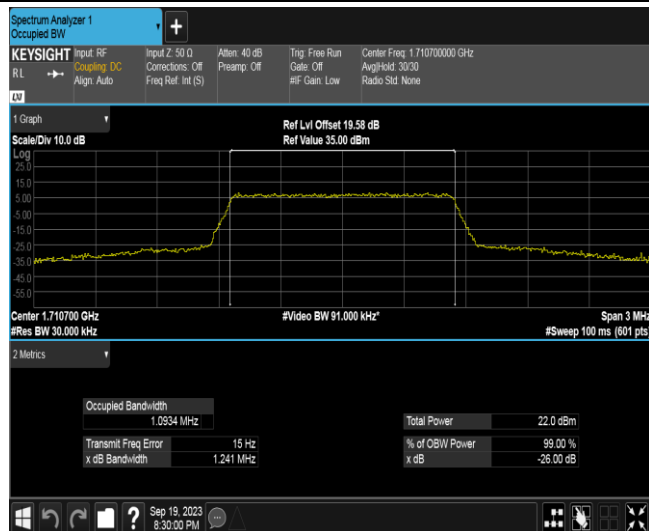 Spectrum Analyzer 1
Occupied BW
KEYSIGHT
RL
Input: RF
Coupling: DC
Align: Auto
Input Z: 50 Ω
Corrections: Off
Freq Ref: Int (S)
Atten: 40 dB
Preamp: Off
Trig: Free Run
Gate: Off
#IF Gain: Low
Center Freq: 1.710700000 GHz
Avg|Hold: 30/30
Radio Std: None
1 Graph
Scale/Div 10.0 dB
Ref Lvl Offset 19.58 dB
Ref Value 35.00 dBm
Log
25.0
15.0
5.00
-5.00
-15.0
-25.0
-35.0
-45.0
-55.0
Center 1.710700 GHz
#Video BW 91.000 kHz*
Span 3 MHz
#Res BW 30.000 kHz
#Sweep 100 ms (601 pts)
2 Metrics
Occupied Bandwidth
1.0934 MHz
Total Power 22.0 dBm
Transmit Freq Error 15 Hz
% of OBW Power 99.00 %
x dB Bandwidth 1.241 MHz
x dB -26.00 dB
?
Sep 19, 2023
8:30:00 PM